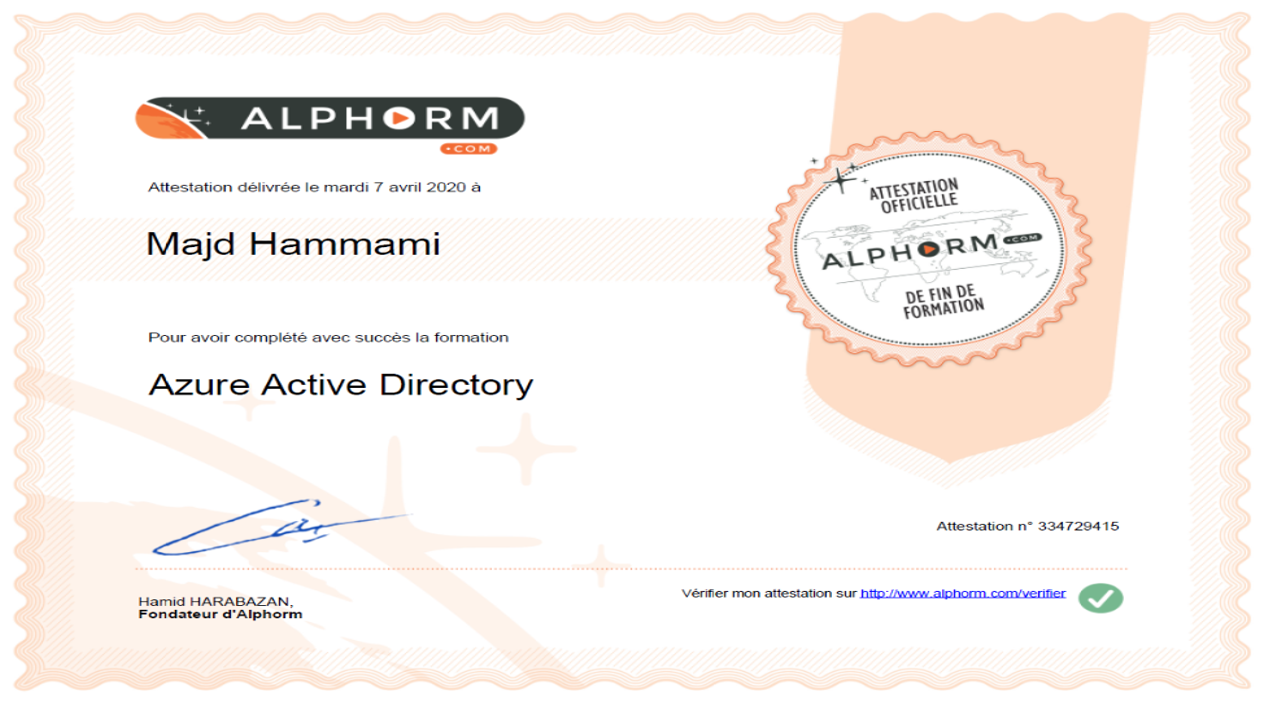 ALPHORM
.COM
Attestation délivrée le mardi 7 avril 2020 à
Majd Hammami
Pour avoir complété avec succès la formation
Azure Active Directory
ATTESTATION
OFFICIELLE
ALPHORM .COM
DE FIN DE
FORMATION
Attestation n° 334729415
Hamid HARABAZAN,
Fondateur d'Alphorm
Vérifier mon attestation sur http://www.alphorm.com/verifier